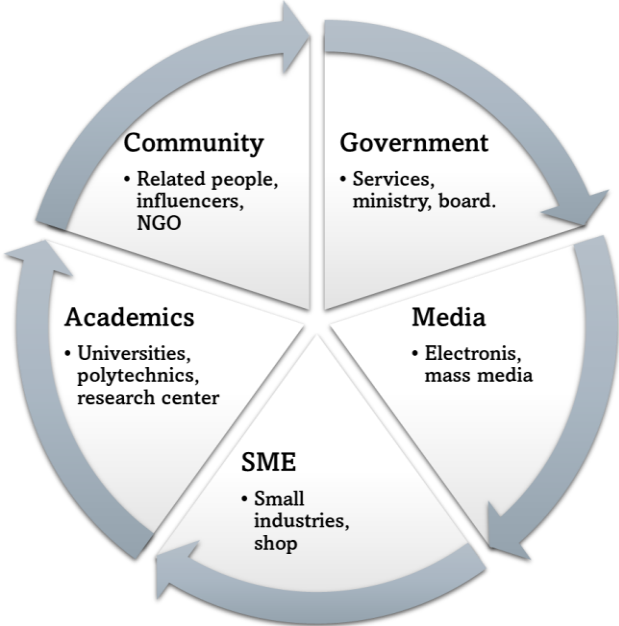 Community
• Related people,
influencers,
NGO
Government
• Services,
ministry, board.
Academics
• Universities,
polytechnics,
research center
Media
• Electronis,
mass media
SME
• Small
industries,
shop